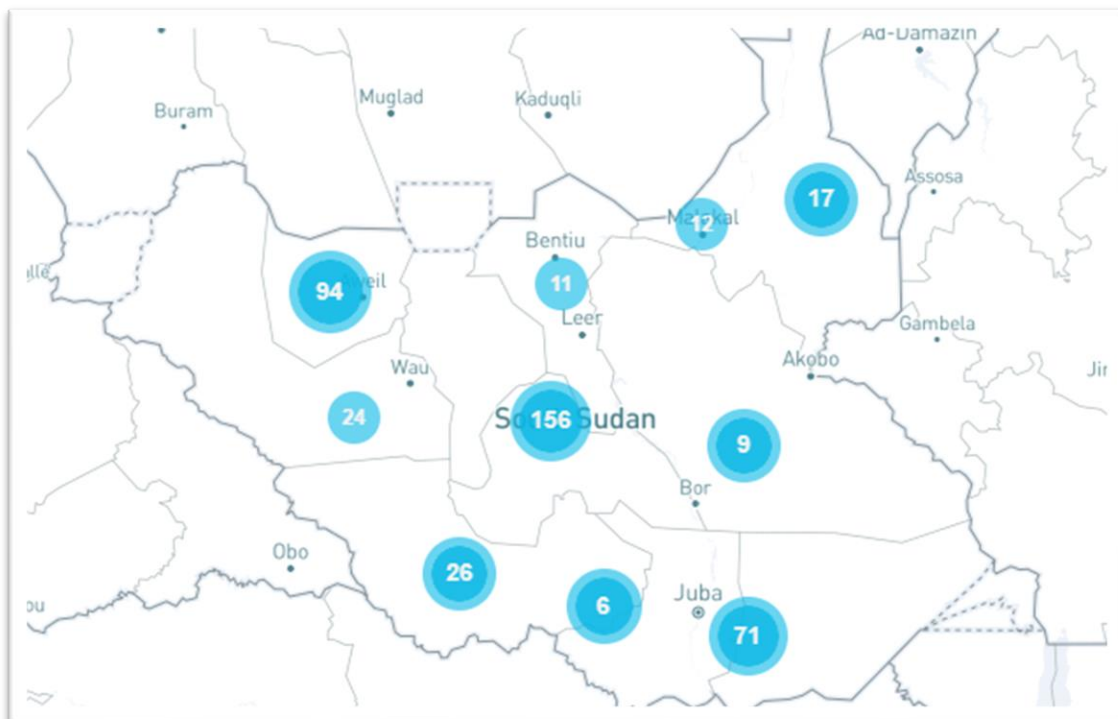 Ad-Damazin
Buram
Muglad
Kaduqli
Assosa
17
Malakal
12
Bentiu
Aweil
94
11
Leer
Gambela
Wau
Akobo
24
South Sudan
156
9
Bor
Obo
26
Juba
6
71